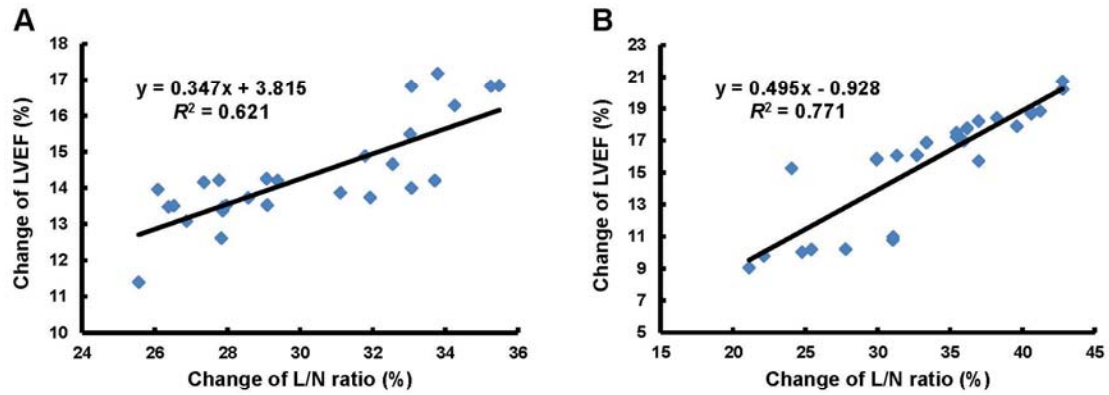 A
18
17
16
15
14
13
12
11
10
24 26 28 30 32 34 36
Change of LVEF (%)
Change of L/N ratio (%)
y = 0.347x + 3.815
R² = 0.621
B
23
21
19
17
15
13
11
9
7
5
15 20 25 30 35 40 45
Change of LVEF (%)
Change of L/N ratio (%)
y = 0.495x - 0.928
R² = 0.771